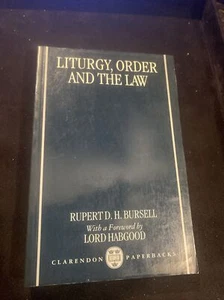 LITURGY, ORDER
AND THE LAW
RUPERT D. H. BURSELL
With a Foreword by
LORD HABGOOD
CLARENDON PAPERBACKS